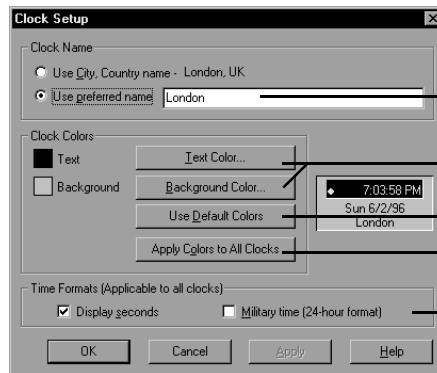 Clock Setup
Clock Name
Use City, Country name - London, UK
Use preferred name London
Clock Colors
Text
Text Color...
Background
Background Color...
Use Default Colors
Apply Colors to All Clocks
7:03:58 PM
Sun 6/2/96
London
Time Formats (Applicable to all clocks)
Display seconds
Military time (24-hour format)
OK
Cancel
Apply
Help